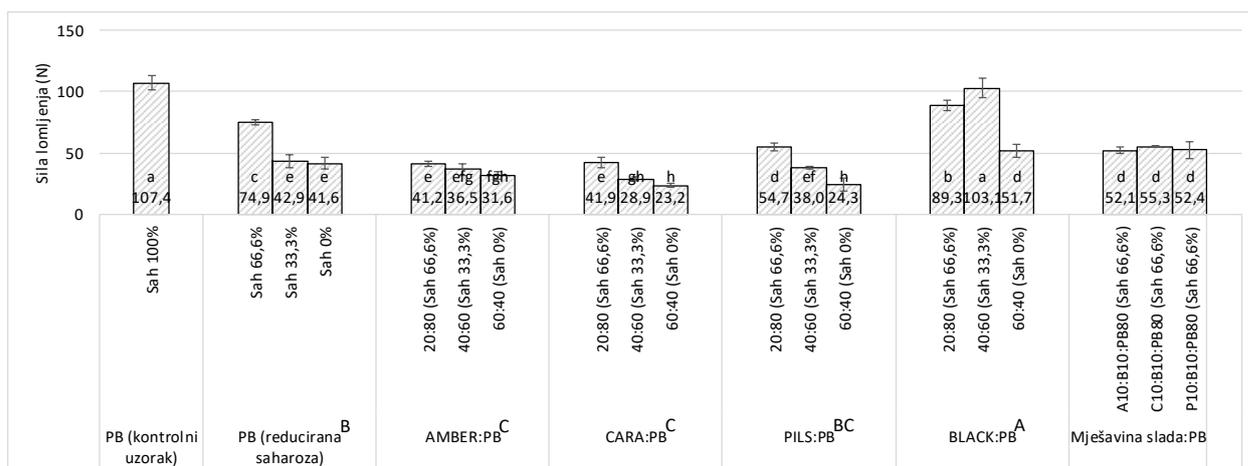 Sila lomljenja (N)
150
100
50
0
a c e e e efg fgh e gh h d ef h b a d d d d
107,4 74,9 42,9 41,6 41,2 36,5 31,6 41,9 28,9 23,2 54,7 38,0 24,3 89,3 103,1 51,7 52,1 55,3 52,4
Sah 100%
Sah 66,6%
Sah 33,3%
Sah 0%
20:80 (Sah 66,6%)
40:60 (Sah 33,3%)
60:40 (Sah 0%)
20:80 (Sah 66,6%)
40:60 (Sah 33,3%)
60:40 (Sah 0%)
20:80 (Sah 66,6%)
40:60 (Sah 33,3%)
60:40 (Sah 0%)
20:80 (Sah 66,6%)
40:60 (Sah 33,3%)
60:40 (Sah 0%)
A10:B10:PB80 (Sah 66,6%)
C10:B10:PB80 (Sah 66,6%)
P10:B10:PB80 (Sah 66,6%)
PB (kontrolni
uzorak)
PB (reducirana
saharoza)
B
AMBER:PB C
CARA:PB C
PILS:PB BC
BLACK:PB A
Mješavina slada:PB